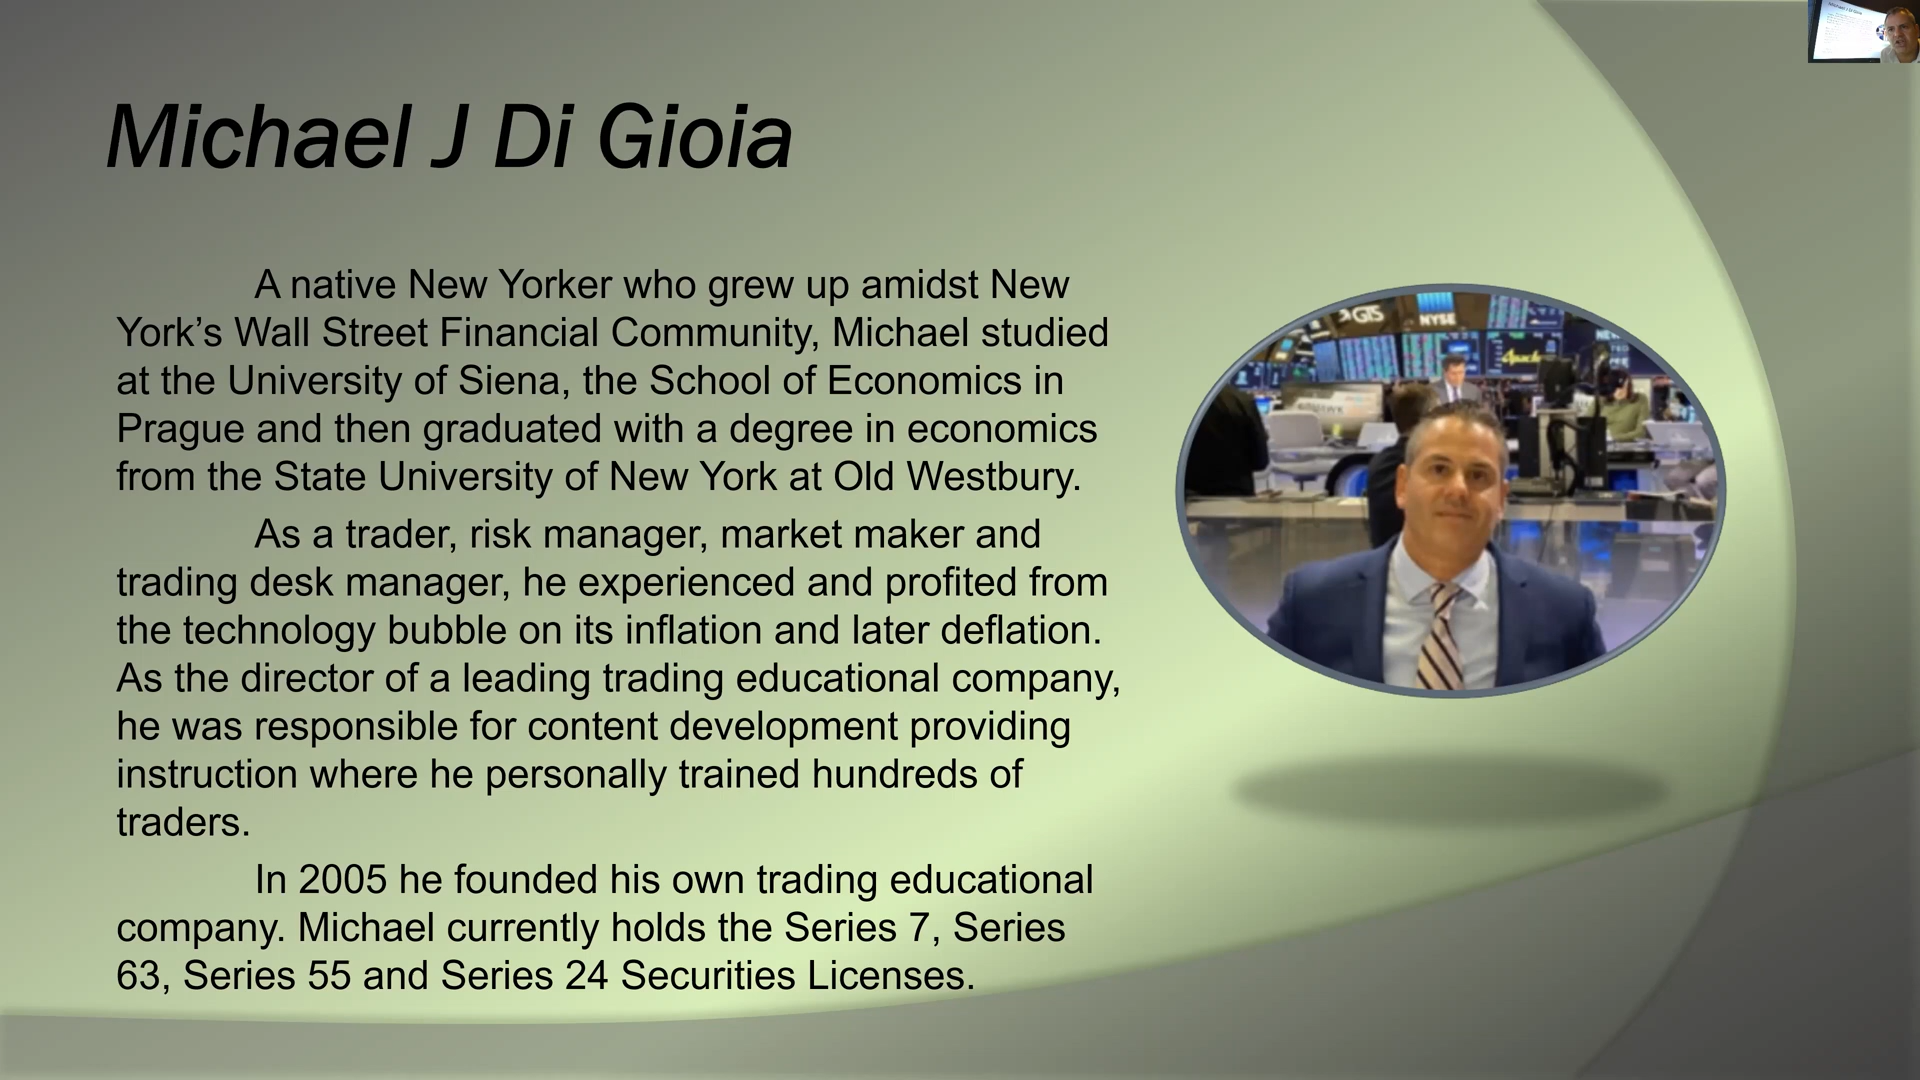 Michael J Di Gioia
A native New Yorker who grew up amidst New
York’s Wall Street Financial Community, Michael studied
at the University of Siena, the School of Economics in
Prague and then graduated with a degree in economics
from the State University of New York at Old Westbury.
As a trader, risk manager, market maker and
trading desk manager, he experienced and profited from
the technology bubble on its inflation and later deflation.
As the director of a leading trading educational company,
he was responsible for content development providing
instruction where he personally trained hundreds of
traders.
In 2005 he founded his own trading educational
company. Michael currently holds the Series 7, Series
63, Series 55 and Series 24 Securities Licenses.
GTS
NYSE